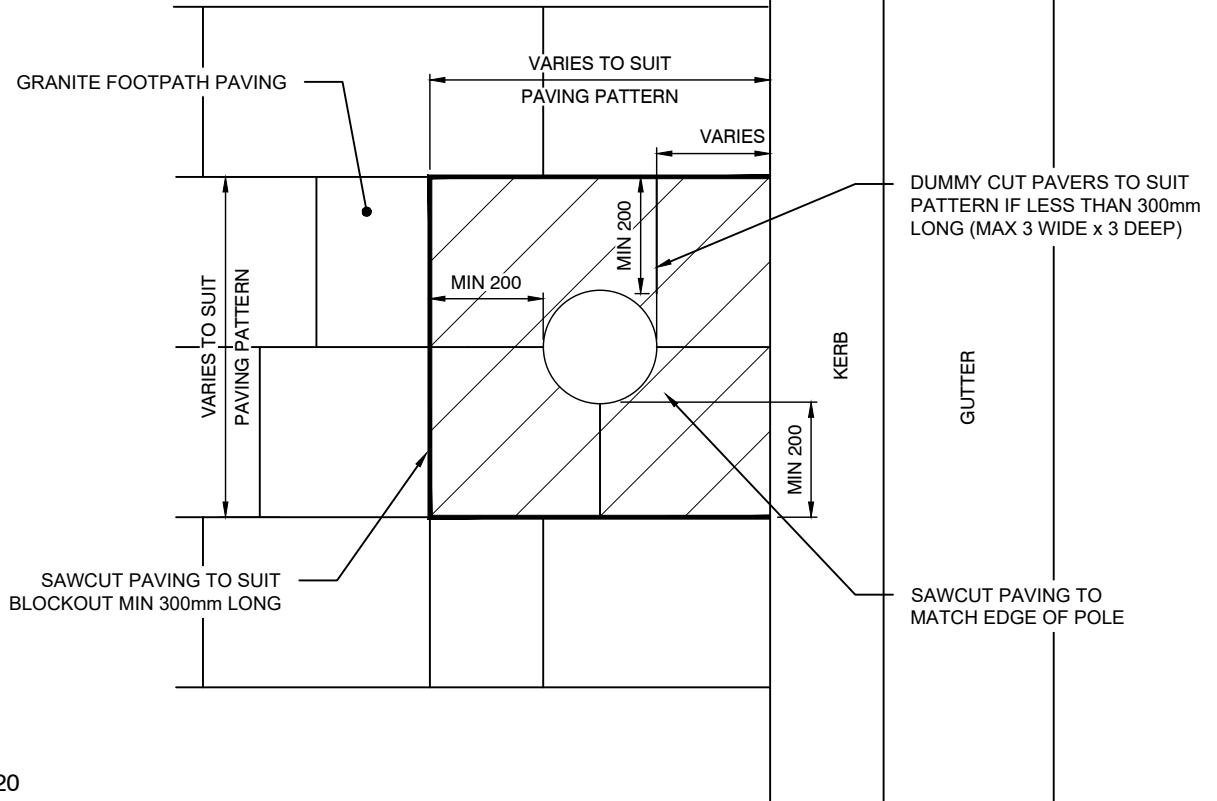 VARIES TO SUIT
PAVING PATTERN
GRANITE FOOTPATH PAVING
VARIES
DUMMY CUT PAVERS TO SUIT
PATTERN IF LESS THAN 300mm
LONG (MAX 3 WIDE x 3 DEEP)
MIN 200
MIN 200
VARIES TO SUIT
PAVING PATTERN
KERB
GUTTER
MIN 200
SAWCUT PAVING TO SUIT
BLOCKOUT MIN 300mm LONG
SAWCUT PAVING TO
MATCH EDGE OF POLE
20